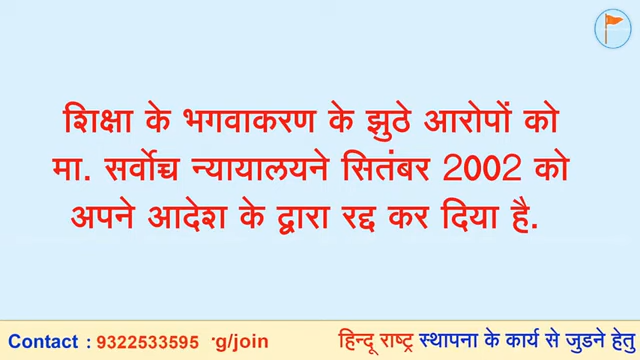 शिक्षा के भगवाकरण के झुठे आरोपों को
मा. सर्वोच्च न्यायालयने सितंबर 2002 को
अपने आदेश के द्वारा रद्द कर दिया है.
Contact : 9322533595 g/join हिन्दू राष्ट्र स्थापना के कार्य से जुडने हेतु